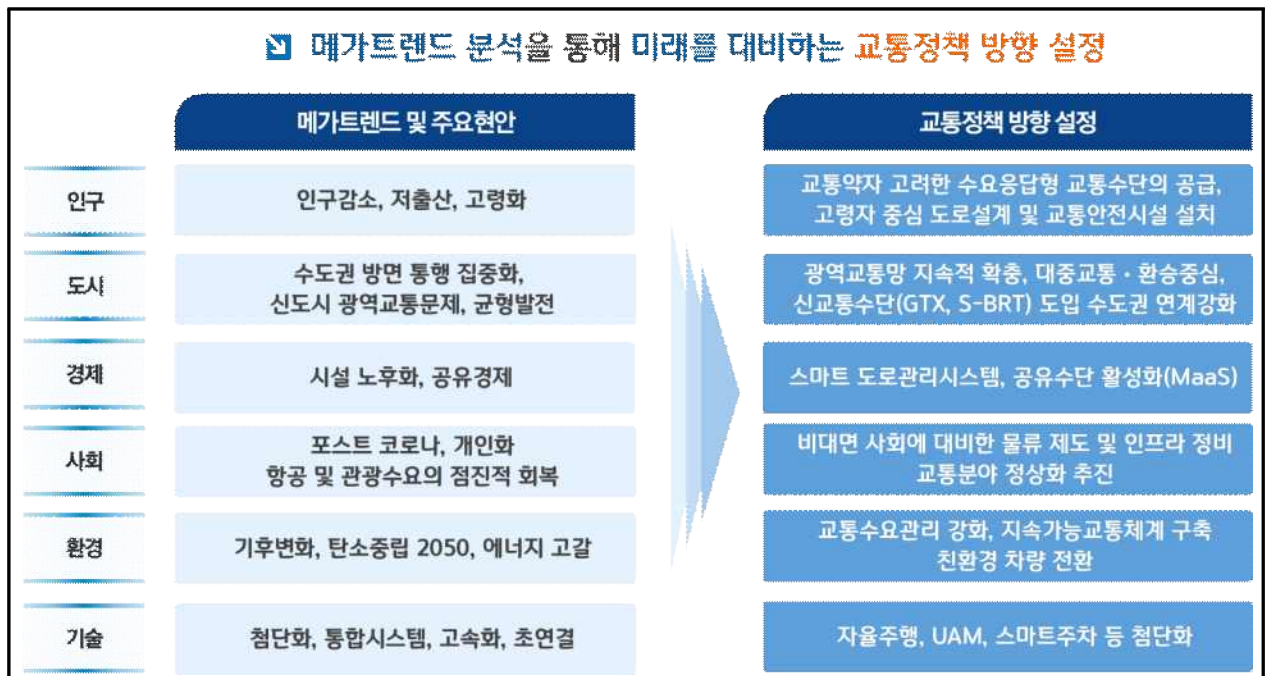 메가트렌드 분석을 통해 미래를 대비하는 교통정책 방향 설정
메가트렌드 및 주요현안
교통정책 방향 설정
인구
인구감소, 저출산, 고령화
교통약자 고려한 수요응답형 교통수단의 공급,
고령자 중심 도로설계 및 교통안전시설 설치
도시
수도권 방면 통행 집중화,
신도시 광역교통문제, 균형발전
광역교통망 지속적 확충, 대중교통·환승중심,
신교통수단(GTX, S-BRT) 도입 수도권 연계강화
경제
시설 노후화, 공유경제
스마트 도로관리시스템, 공유수단 활성화(MaaS)
사회
포스트 코로나, 개인화
항공 및 관광수요의 점진적 회복
비대면 사회에 대비한 물류 제도 및 인프라 정비
교통분야 정상화 추진
환경
기후변화, 탄소중립 2050, 에너지 고갈
교통수요관리 강화, 지속가능교통체계 구축
친환경 차량 전환
기술
첨단화, 통합시스템, 고속화, 초연결
자율주행, UAM, 스마트주차 등 첨단화